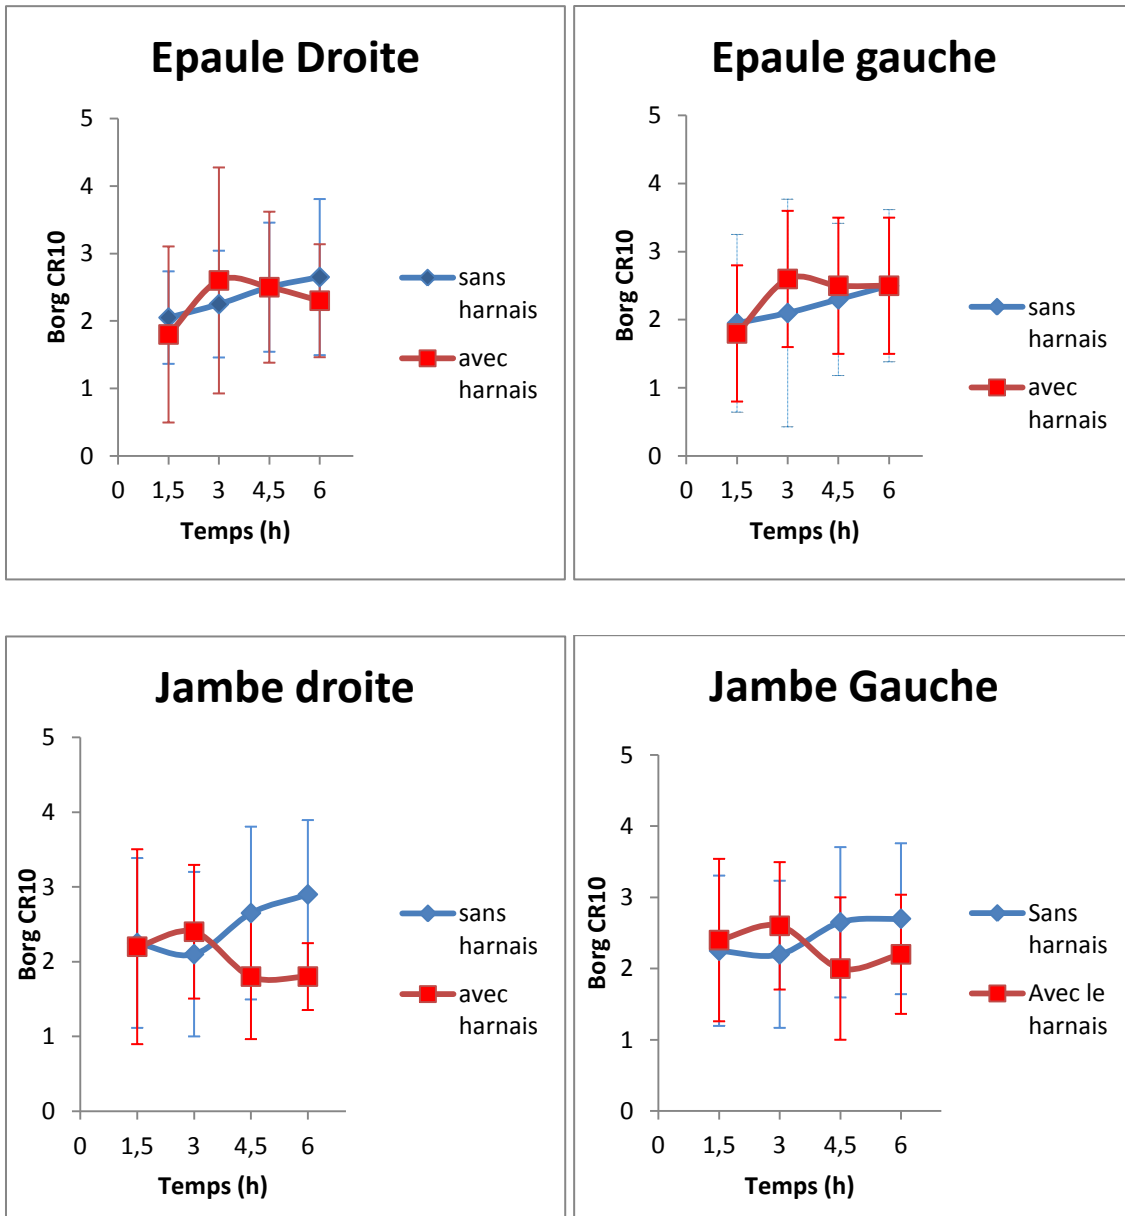 Epaule Droite
5
4
3
2
1
0
Borg CR10
0 1,5 3 4,5 6
Temps (h)
sans
harnais
avec
harnais
Epaule gauche
5
4
3
2
1
0
Borg CR10
0 1,5 3 4,5 6
Temps (h)
sans
harnais
avec
harnais
Jambe droite
5
4
3
2
1
0
Borg CR10
0 1,5 3 4,5 6
Temps (h)
sans
harnais
avec
harnais
Jambe Gauche
5
4
3
2
1
0
Borg CR10
0 1,5 3 4,5 6
Temps (h)
Sans
harnais
Avec le
harnais